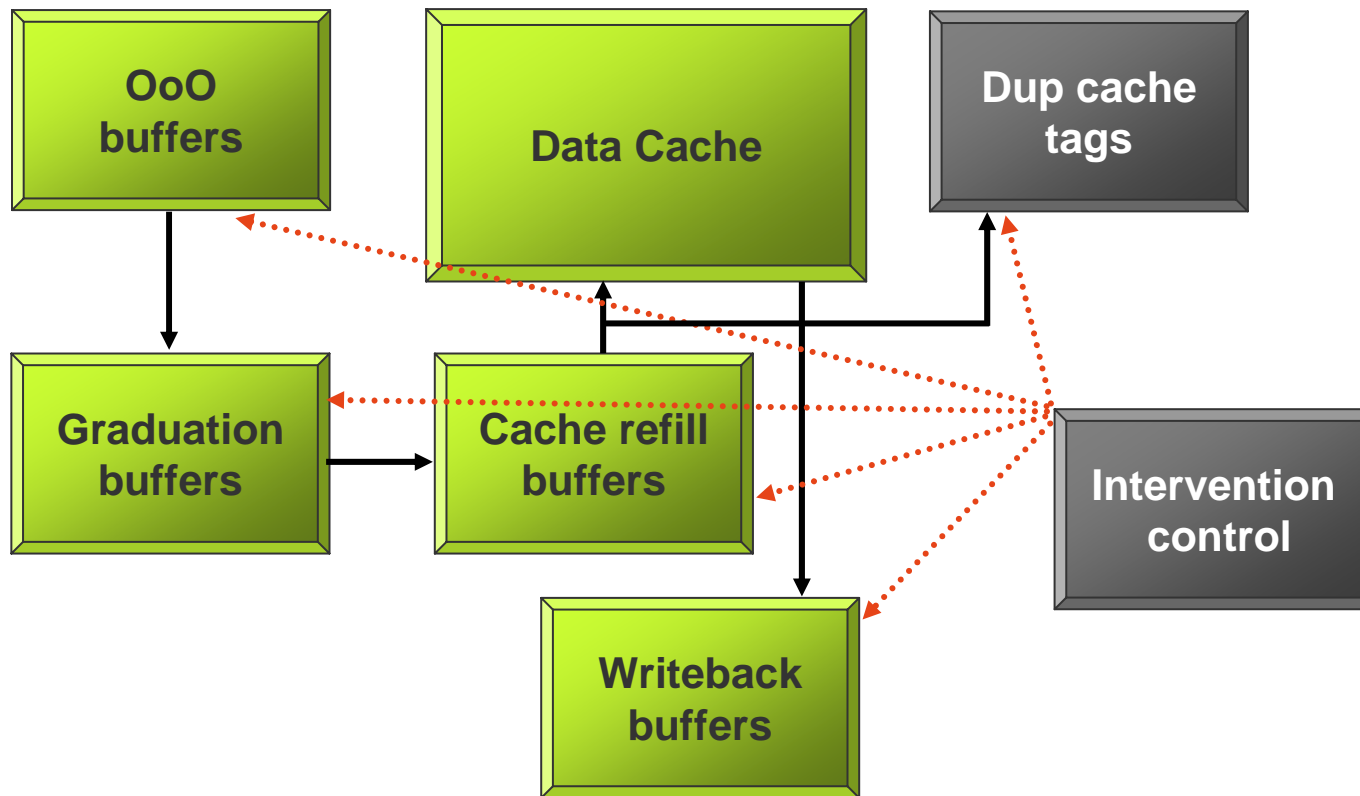 OoO
buffers
Data Cache
Dup cache
tags
Graduation
buffers
Cache refill
buffers
Intervention
control
Writeback
buffers